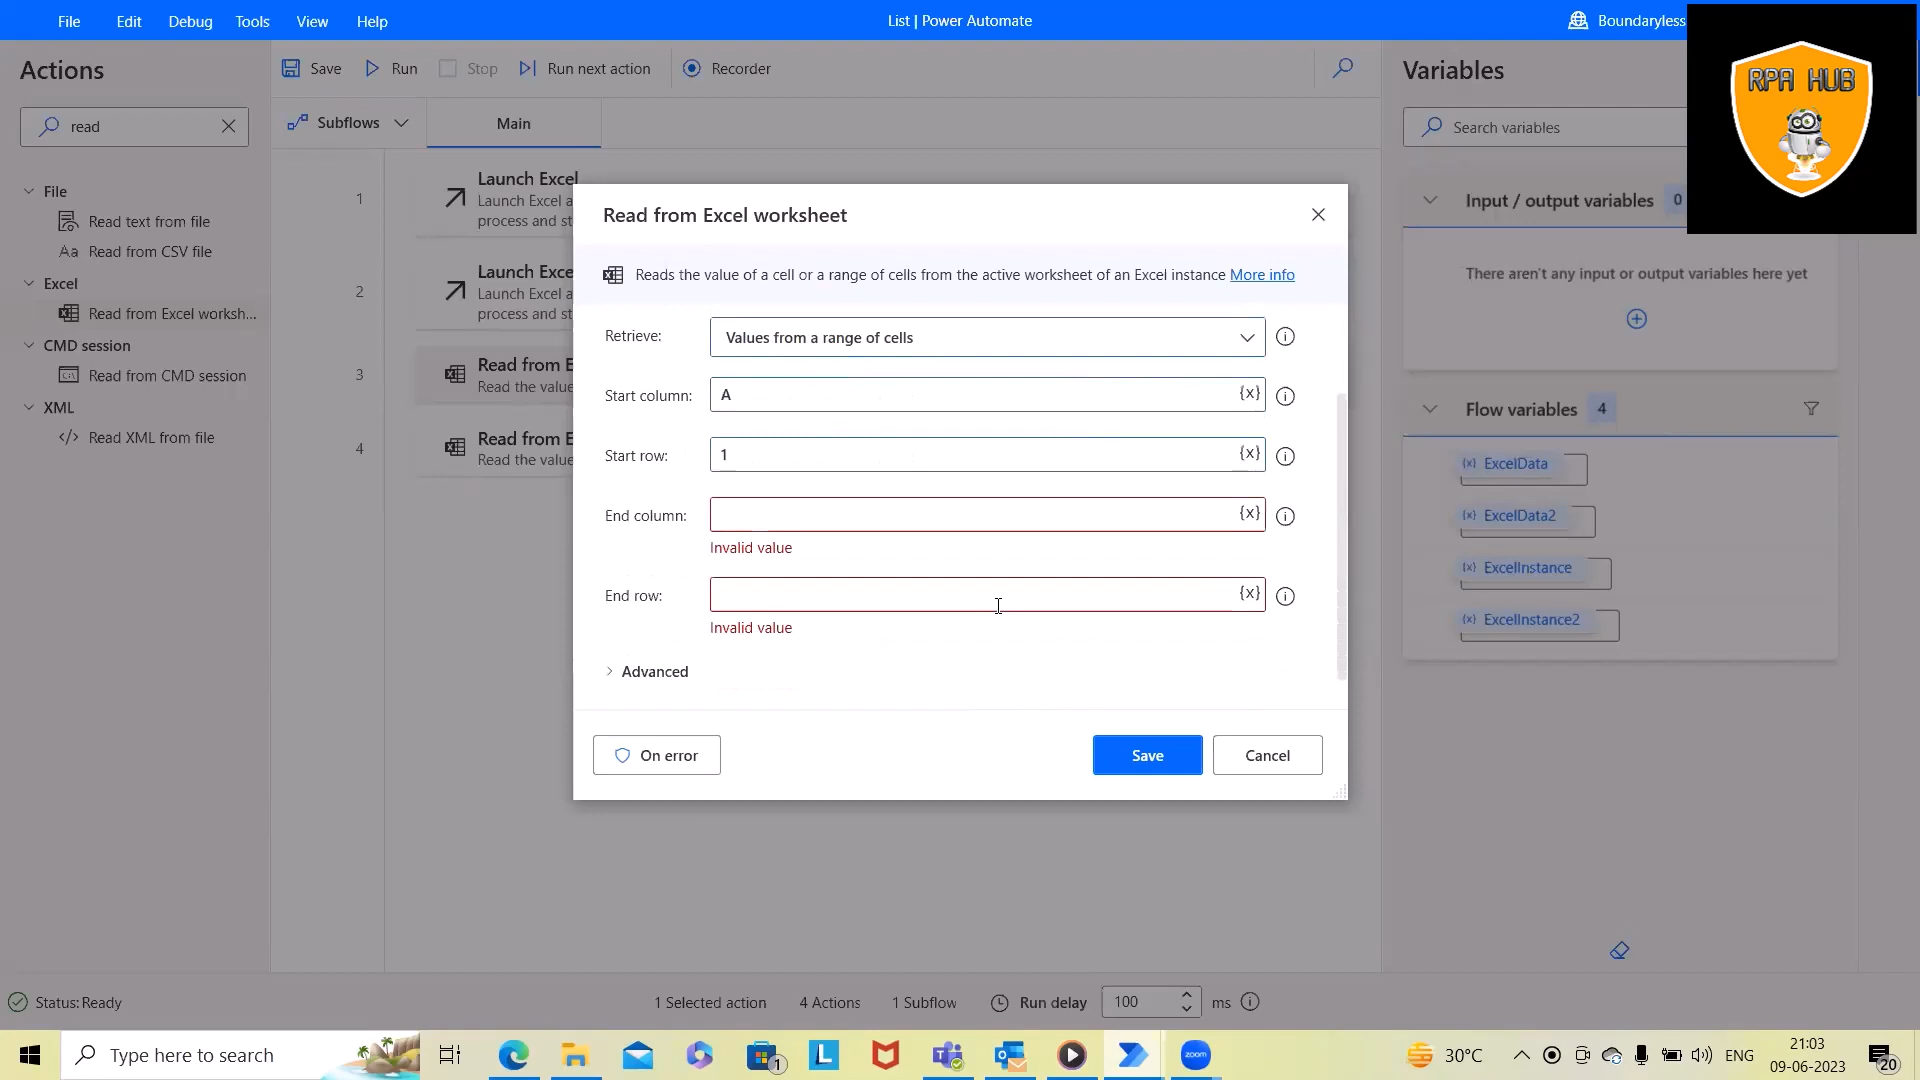 File Edit Debug Tools View Help
List | Power Automate
Boundaryless
RPA HUB
Actions
Save Run Stop Run next action Recorder
Variables
read
Subflows Main
Search variables
File
Read text from file
Read from CSV file
Excel
Read from Excel worksh...
CMD session
Read from CMD session
XML
Read XML from file
1
Launch Excel
Launch Excel a
process and st
2
Launch Exce
Launch Excel a
process and st
3
Read from E
Read the value
4
Read from E
Read the value
Read from Excel worksheet
Reads the value of a cell or a range of cells from the active worksheet of an Excel instance More info
Retrieve: Values from a range of cells
Start column: A {x}
Start row: 1 {x}
End column: {x}
Invalid value
End row: {x}
Invalid value
Advanced
On error Save Cancel
Input / output variables 0
There aren't any input or output variables here yet
Flow variables 4
{x} ExcelData
{x} ExcelData2
{x} ExcelInstance
{x} ExcelInstance2
Status: Ready 1 Selected action 4 Actions 1 Subflow Run delay 100 ms
Type here to search
1
L
T
zoom
30°C
ENG
21:03
09-06-2023
20